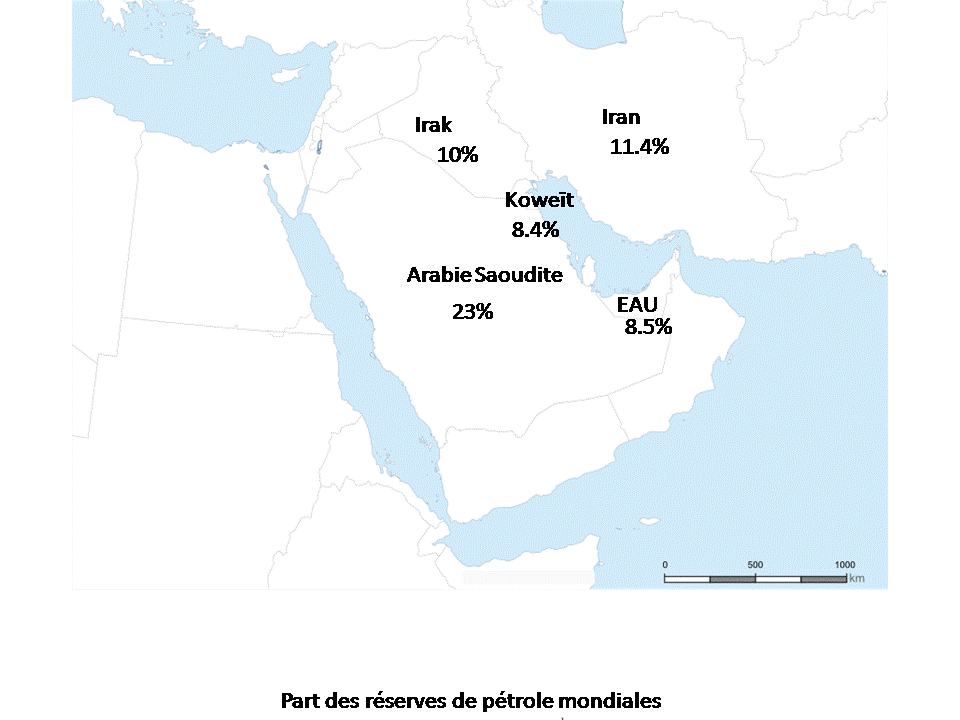 Irak
10%
Iran
11.4%
Koweīt
8.4%
Arabie Saoudite
23%
EAU
8.5%
0 500 1000
km
Part des réserves de pétrole mondiales